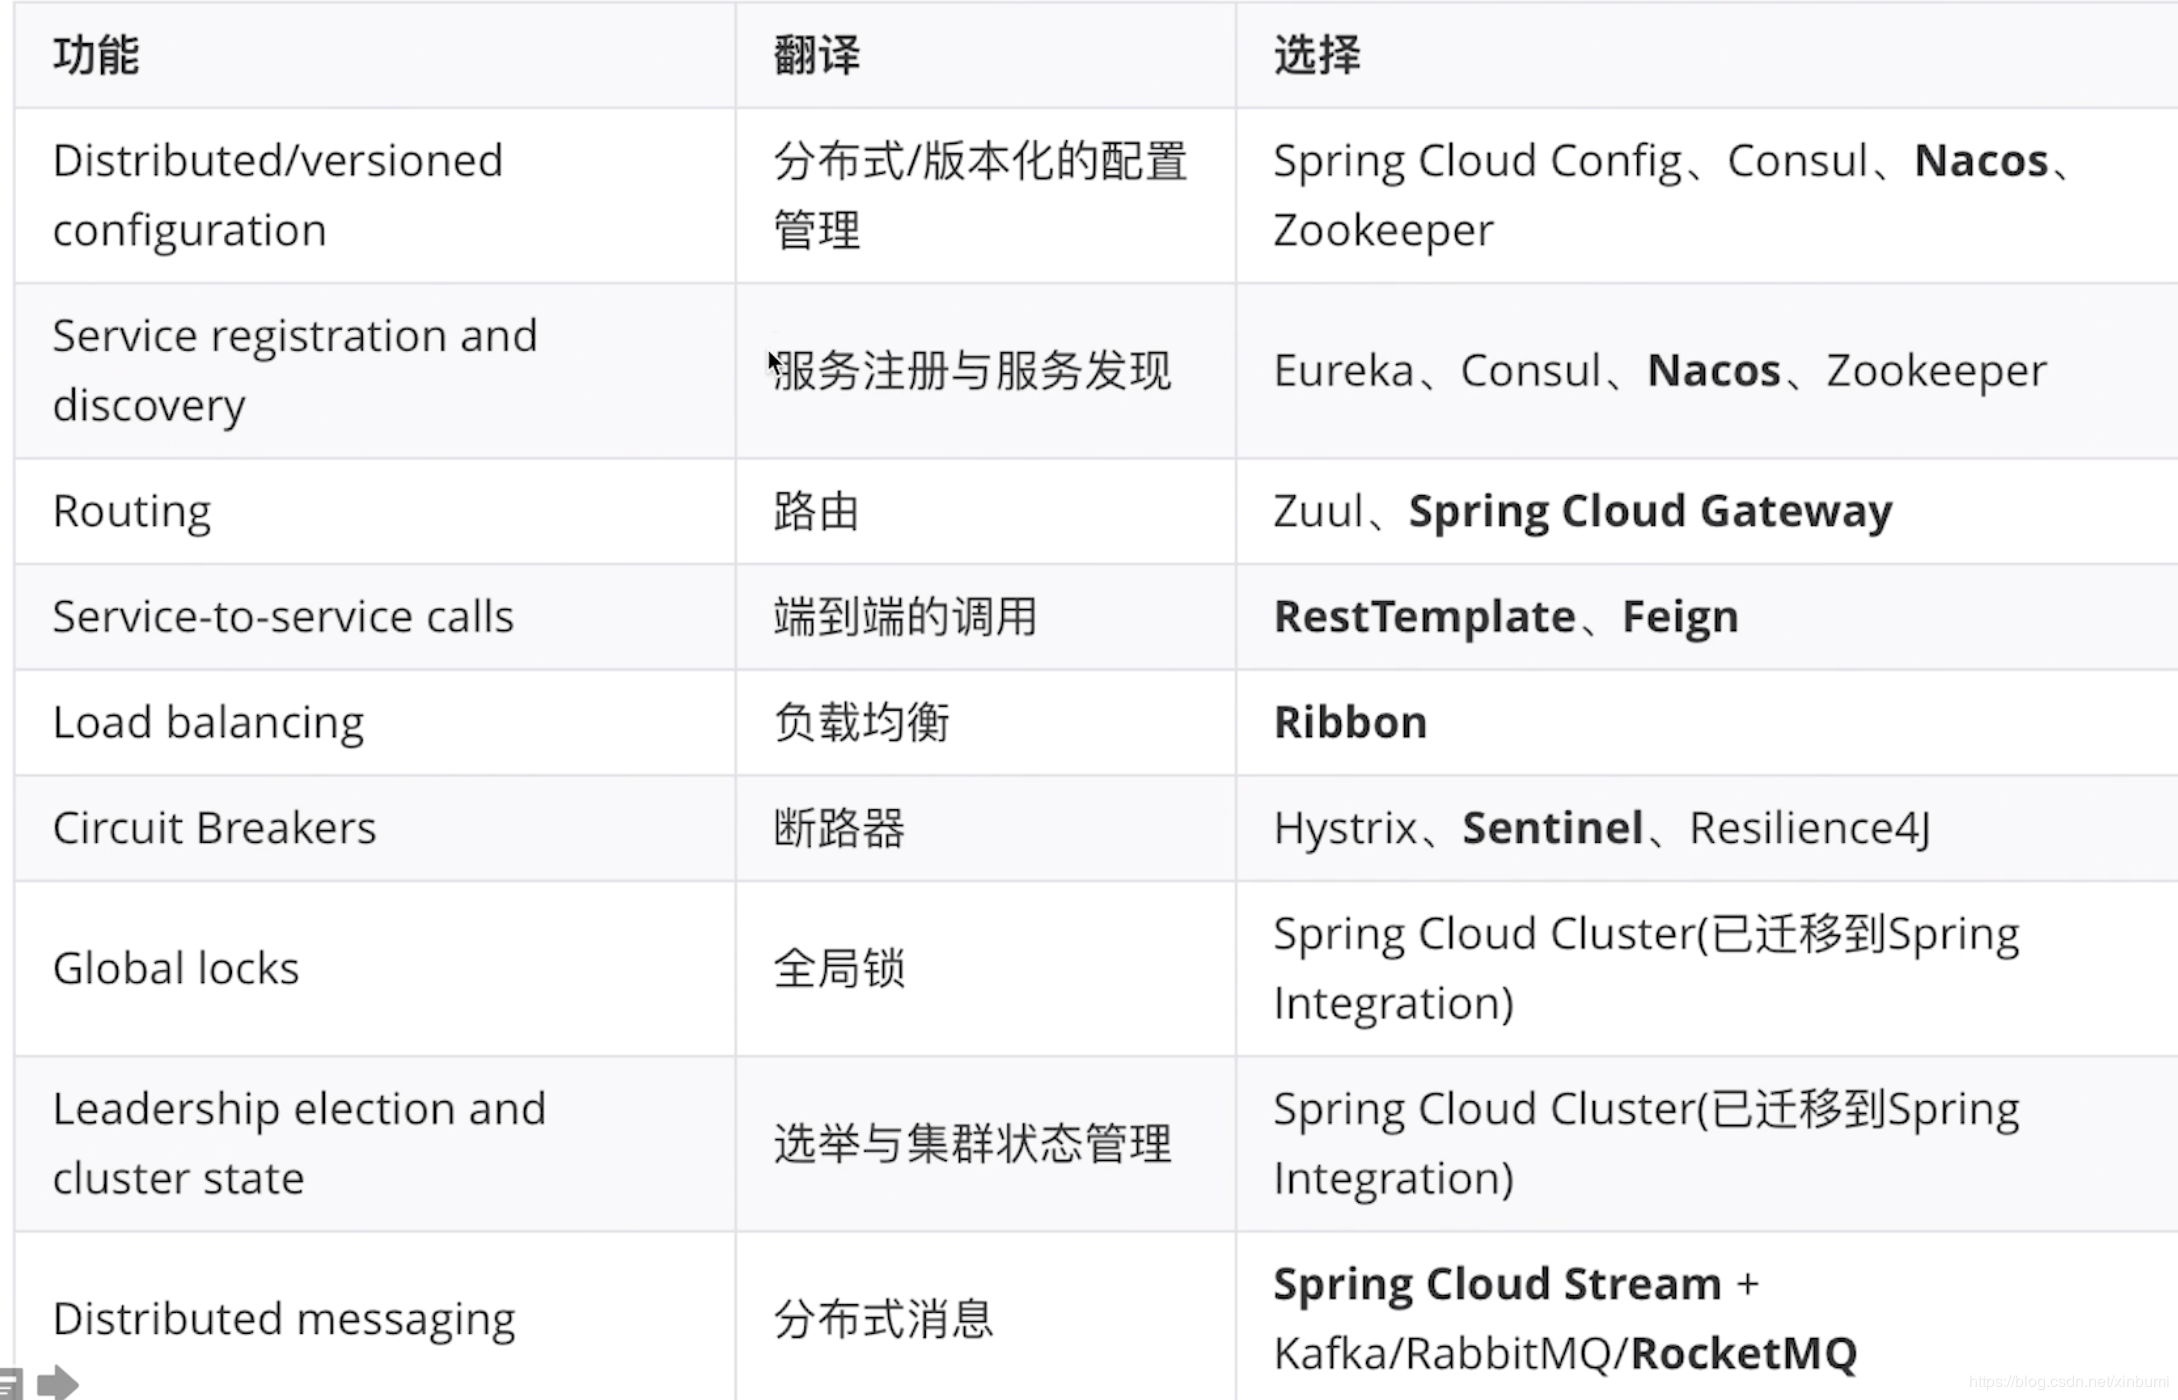 功能 翻译 选择
Distributed/versioned configuration 分布式/版本化的配置管理 Spring Cloud Config、Consul、Nacos、Zookeeper
Service registration and discovery 服务注册与服务发现 Eureka、Consul、Nacos、Zookeeper
Routing 路由 Zuul、Spring Cloud Gateway
Service-to-service calls 端到端的调用 RestTemplate、Feign
Load balancing 负载均衡 Ribbon
Circuit Breakers 断路器 Hystrix、Sentinel、Resilience4J
Global locks 全局锁 Spring Cloud Cluster(已迁移到Spring Integration)
Leadership election and cluster state 选举与集群状态管理 Spring Cloud Cluster(已迁移到Spring Integration)
Distributed messaging 分布式消息 Spring Cloud Stream + Kafka/RabbitMQ/RocketMQ
https://blog.csdn.net/xinbumi